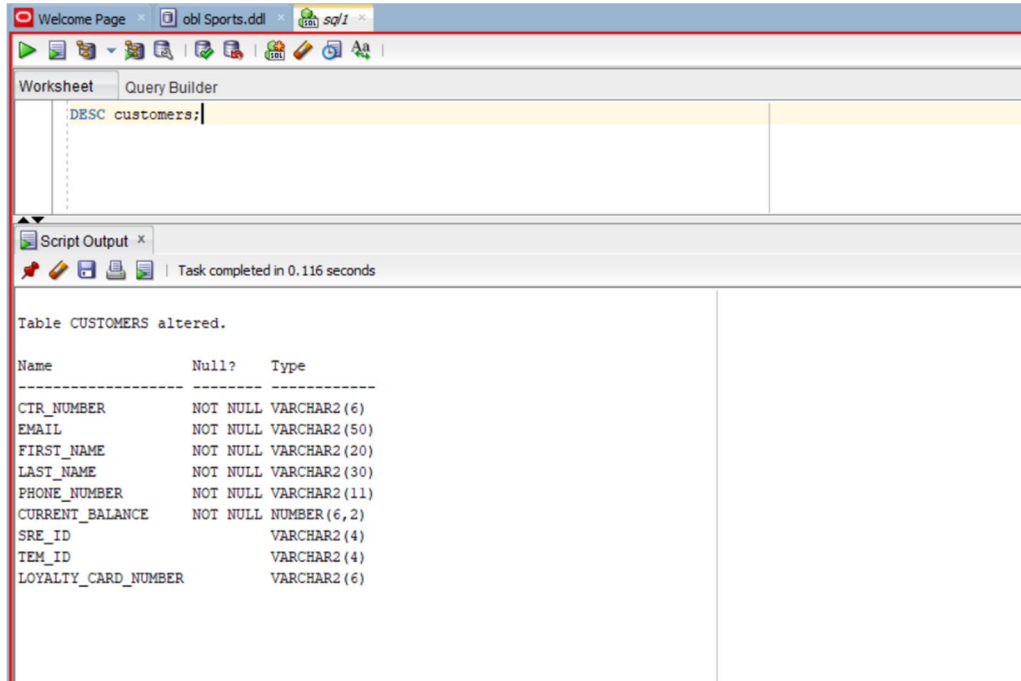 Welcome Page × obl Sports.ddl × sql1 ×
Worksheet Query Builder
DESC customers;
Script Output ×
Task completed in 0.116 seconds
Table CUSTOMERS altered.
Name Null? Type
------------------- -------- ------------
CTR_NUMBER NOT NULL VARCHAR2(6)
EMAIL NOT NULL VARCHAR2(50)
FIRST_NAME NOT NULL VARCHAR2(20)
LAST_NAME NOT NULL VARCHAR2(30)
PHONE_NUMBER NOT NULL VARCHAR2(11)
CURRENT_BALANCE NOT NULL NUMBER(6,2)
SRE_ID VARCHAR2(4)
TEM_ID VARCHAR2(4)
LOYALTY_CARD_NUMBER VARCHAR2(6)